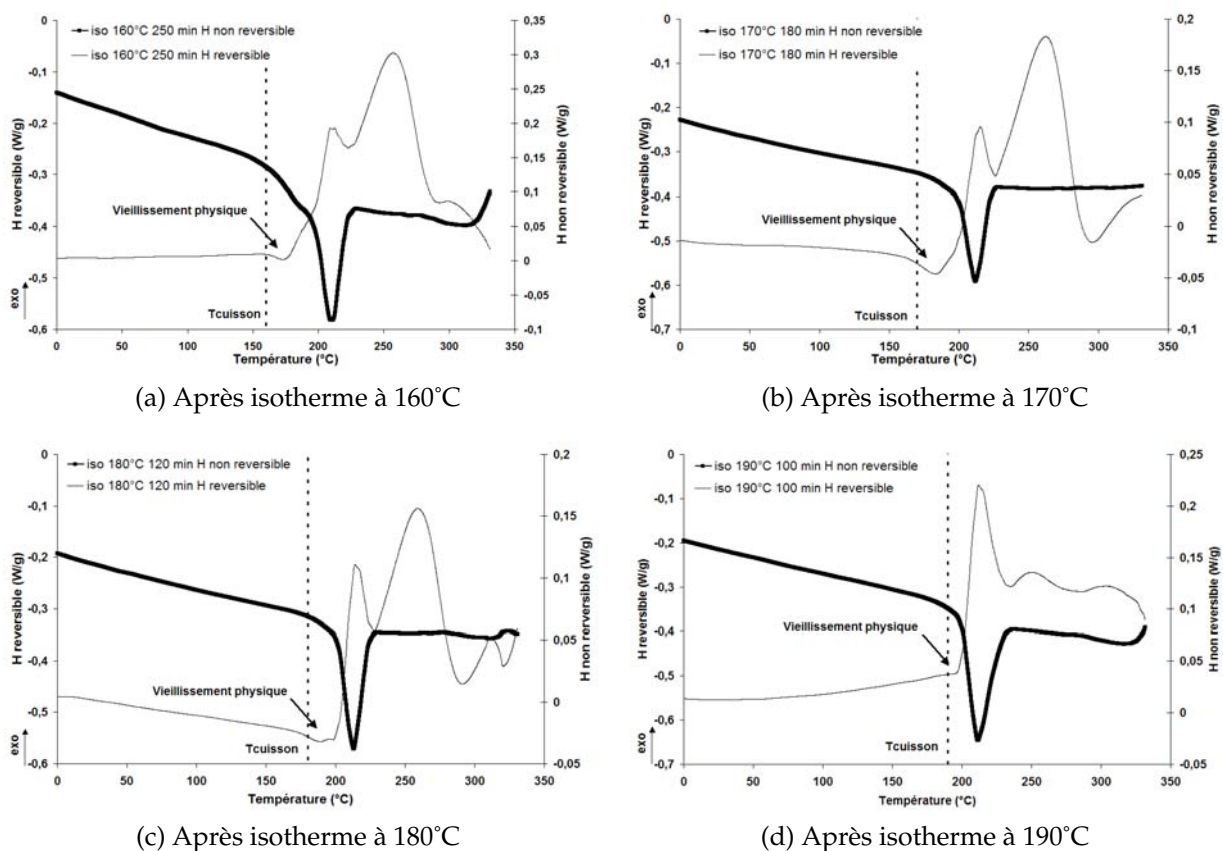 0
-0,1
-0,2
-0,3
-0,4
-0,5
-0,6
H reversible (W/g)
exo
iso 160°C 250 min H non reversible
iso 160°C 250 min H reversible
Vieillissement physique
Tcuisson
0,35
0,3
0,25
0,2
0,15
0,1
0,05
0
-0,05
-0,1
H non reversible (W/g)
0 50 100 150 200 250 300 350
Température (°C)
(a) Après isotherme à 160°C
0
-0,1
-0,2
-0,3
-0,4
-0,5
-0,6
-0,7
H reversible (W/g)
exo
iso 170°C 180 min H non reversible
iso 170°C 180 min H reversible
Vieillissement physique
Tcuisson
0,2
0,15
0,1
0,05
0
-0,05
-0,1
H non reversible (W/g)
0 50 100 150 200 250 300 350
Température (°C)
(b) Après isotherme à 170°C
0
-0,1
-0,2
-0,3
-0,4
-0,5
-0,6
H reversible (W/g)
exo
iso 180°C 120 min H non reversible
iso 180°C 120 min H reversible
Vieillissement physique
Tcuisson
0,2
0,15
0,1
0,05
0
-0,05
H non rerversible (W/g)
0 50 100 150 200 250 300 350
Température (°C)
(c) Après isotherme à 180°C
0
-0,1
-0,2
-0,3
-0,4
-0,5
-0,6
-0,7
H reversible (W/g)
exo
iso 190°C 100 min H non reversible
iso 190°C 100 min H reversible
Vieillissement physique
Tcuisson
0,25
0,2
0,15
0,1
0,05
0
-0,05
H non reversible (W/g)
0 50 100 150 200 250 300 350
Température (°C)
(d) Après isotherme à 190°C